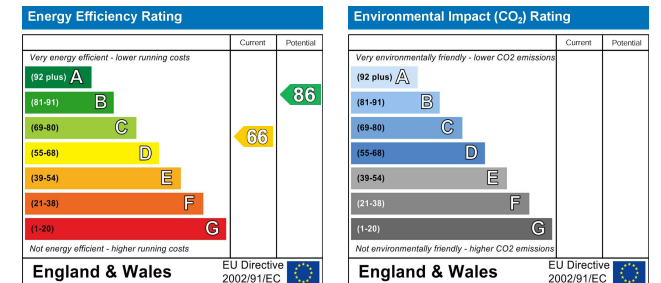 Energy Efficiency Rating
Current Potential
Very energy efficient - lower running costs
(92 plus) A
(81-91) B
(69-80) C
(55-68) D
(39-54) E
(21-38) F
(1-20) G
66
86
Not energy efficient - higher running costs
England & Wales
EU Directive
2002/91/EC
Environmental Impact (CO2) Rating
Current Potential
Very environmentally friendly - lower CO2 emissions
(92 plus) A
(81-91) B
(69-80) C
(55-68) D
(39-54) E
(21-38) F
(1-20) G
Not environmentally friendly - higher CO2 emissions
England & Wales
EU Directive
2002/91/EC